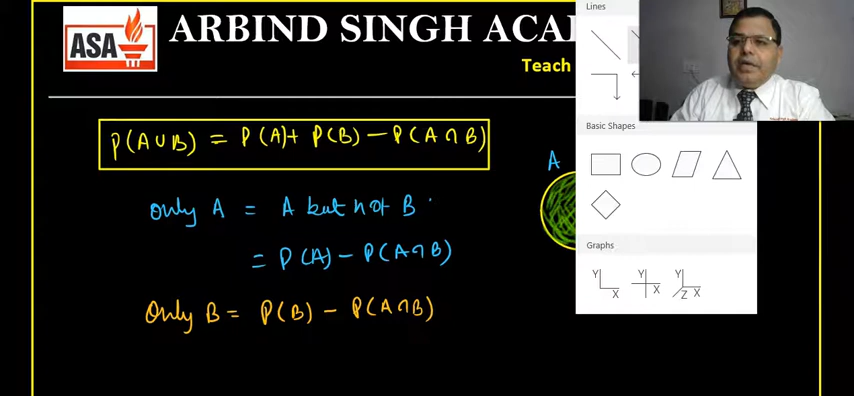 ASA
ARBIND SINGH ACA
Teach
P(A∪B) = P(A) + P(B) − P(A∩B)
Only A = A but not B
= P(A) − P(A∩B)
Only B = P(B) − P(A∩B)
A
Lines
Basic Shapes
Graphs
Y
X
Y
X
Y
Z X